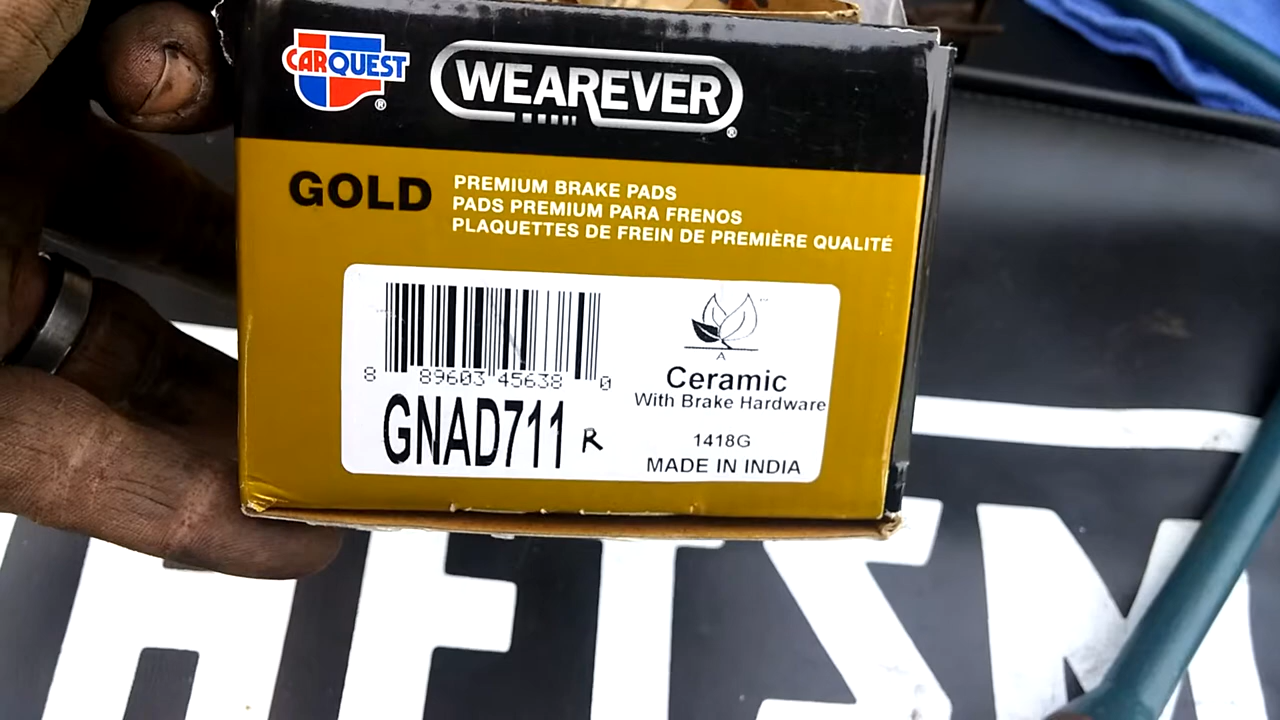 CARQUEST ®
WEAREVER ®
GOLD
PREMIUM BRAKE PADS
PADS PREMIUM PARA FRENOS
PLAQUETTES DE FREIN DE PREMIÈRE QUALITÉ
8 89603 45638 0
GNAD711 R
A
Ceramic
With Brake Hardware
1418G
MADE IN INDIA
FTSM